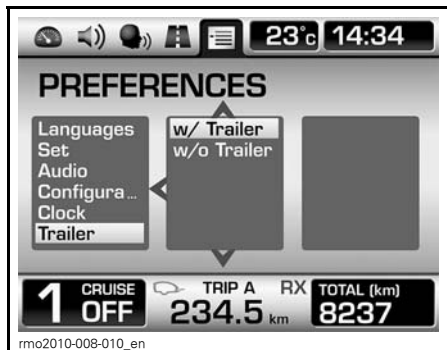 23°c 14:34
PREFERENCES
Languages
Set
Audio
Configura...
Clock
Trailer
w/ Trailer
w/o Trailer
1 CRUISE OFF
TRIP A RX
234.5 km
TOTAL (km)
8237
rmo2010-008-010_en